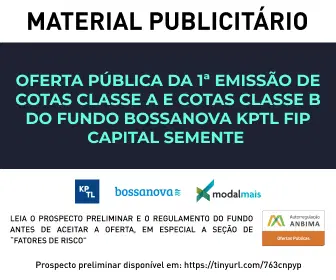 MATERIAL PUBLICITÁRIO
OFERTA PÚBLICA DA 1ª EMISSÃO DE
COTAS CLASSE A E COTAS CLASSE B
DO FUNDO BOSSANOVA KPTL FIP
CAPITAL SEMENTE
KP
TL
bossanova
modalmais
LEIA O PROSPECTO PRELIMINAR E O REGULAMENTO DO FUNDO
ANTES DE ACEITAR A OFERTA, EM ESPECIAL A SEÇÃO DE
"FATORES DE RISCO"
Autorregulação
ANBIMA
Ofertas Públicas
Prospecto preliminar disponível em: https://tinyurl.com/763cnpyp